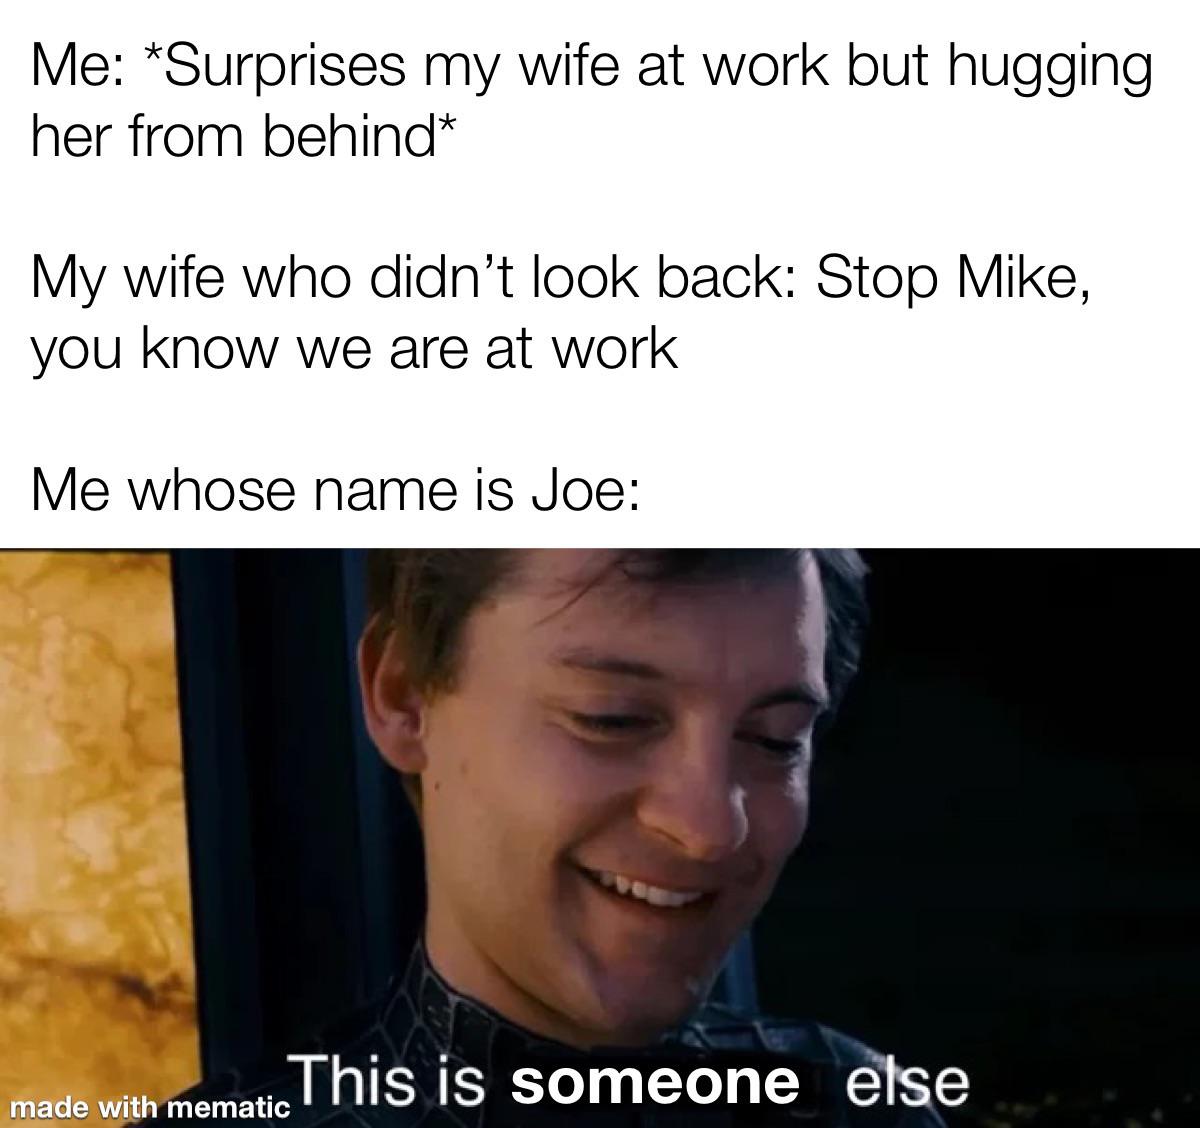 Me: *Surprises my wife at work but hugging
her from behind*
My wife who didn’t look back: Stop Mike,
you know we are at work
Me whose name is Joe:
This is someone else
made with mematic